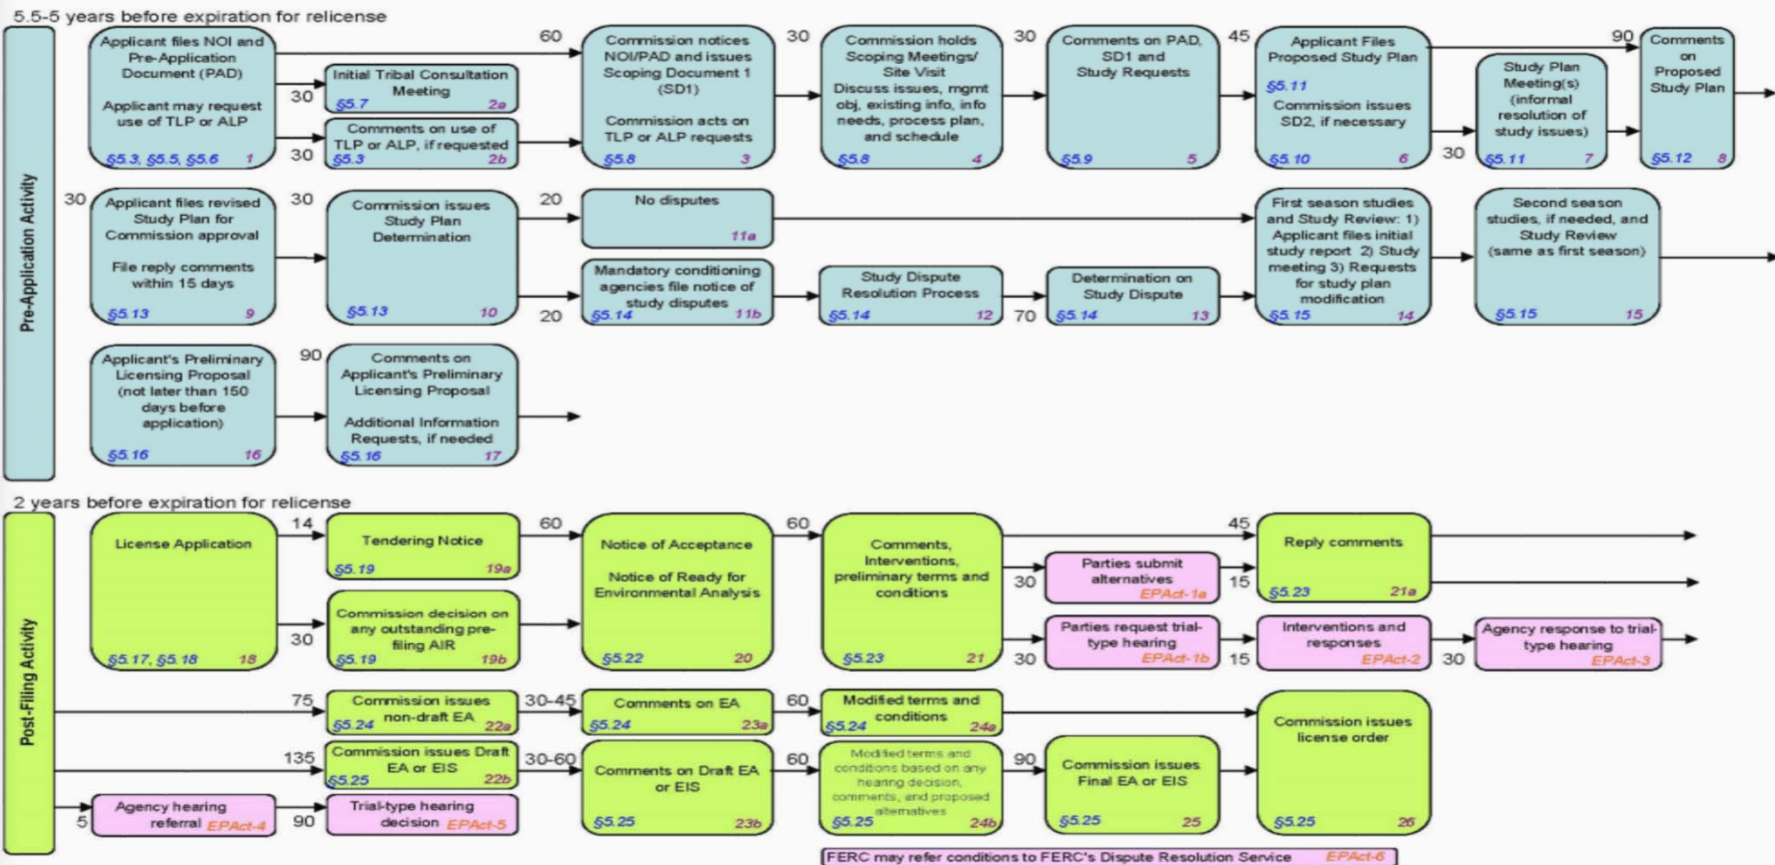 5.5-5 years before expiration for relicense
Pre-Application Activity
Applicant files NOI and
Pre-Application
Document (PAD)
Applicant may request
use of TLP or ALP
§5.3, §5.5, §5.6 1
60
30
Initial Tribal Consultation
Meeting
§5.7 2a
30
Comments on use of
TLP or ALP, if requested
§5.3 2b
Commission notices
NOI/PAD and issues
Scoping Document 1
(SD1)
Commission acts on
TLP or ALP requests
§5.8 3
30
Commission holds
Scoping Meetings/
Site Visit
Discuss issues, mgmt
obj, existing info, info
needs, process plan,
and schedule
§5.8 4
30
Comments on PAD,
SD1 and
Study Requests
§5.9 5
45
Applicant Files
Proposed Study Plan
§5.11
Commission issues
SD2, if necessary
§5.10 6
30
Study Plan
Meeting(s)
(informal
resolution of
study issues)
§5.11 7
90
Comments
on
Proposed
Study Plan
§5.12 8
30
Applicant files revised
Study Plan for
Commission approval
File reply comments
within 15 days
§5.13 9
30
Commission issues
Study Plan
Determination
§5.13 10
20
No disputes
11a
20
Mandatory conditioning
agencies file notice of
study disputes
§5.14 11b
Study Dispute
Resolution Process
§5.14 12
70
Determination on
Study Dispute
§5.14 13
First season studies
and Study Review: 1)
Applicant files initial
study report 2) Study
meeting 3) Requests
for study plan
modification
§5.15 14
Second season
studies, if needed, and
Study Review
(same as first season)
§5.15 15
Applicant's Preliminary
Licensing Proposal
(not later than 150
days before
application)
§5.16 16
90
Comments on
Applicant's Preliminary
Licensing Proposal
Additional Information
Requests, if needed
§5.16 17
2 years before expiration for relicense
Post-Filing Activity
License Application
§5.17, §5.18 18
14
Tendering Notice
§5.19 19a
30
Commission decision on
any outstanding pre-
filing AIR
§5.19 19b
60
Notice of Acceptance
Notice of Ready for
Environmental Analysis
§5.22 20
60
Comments,
Interventions,
preliminary terms and
conditions
§5.23 21
30
Parties submit
alternatives
EPAct-1a
15
45
Reply comments
§5.23 21a
30
Parties request trial-
type hearing
EPAct-1b
15
Interventions and
responses
EPAct-2
30
Agency response to trial-
type hearing
EPAct-3
75
Commission issues
non-draft EA
§5.24 22a
30-45
Comments on EA
§5.24 23a
60
Modified terms and
conditions
§5.24 24a
135
Commission issues Draft
EA or EIS
§5.25 22b
30-60
Comments on Draft EA
or EIS
§5.25 23b
60
Modified terms and
conditions based on any
hearing decision,
comments, and proposed
alternatives
§5.25 24b
90
Commission issues
Final EA or EIS
§5.25 25
Commission issues
license order
§5.25 26
5
Agency hearing
referral EPAct-4
90
Trial-type hearing
decision EPAct-5
FERC may refer conditions to FERC's Dispute Resolution Service EPAct-6